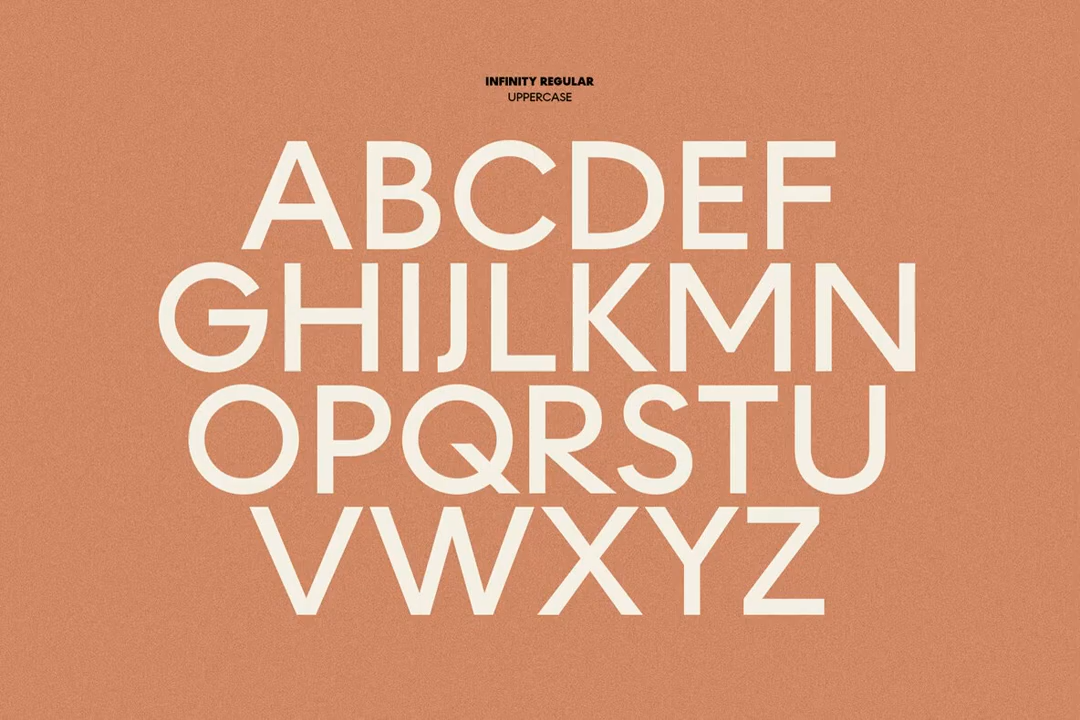 INFINITY REGULAR
UPPERCASE
ABCDEF
GHIJLKMN
OPQRSTU
VWXYZ